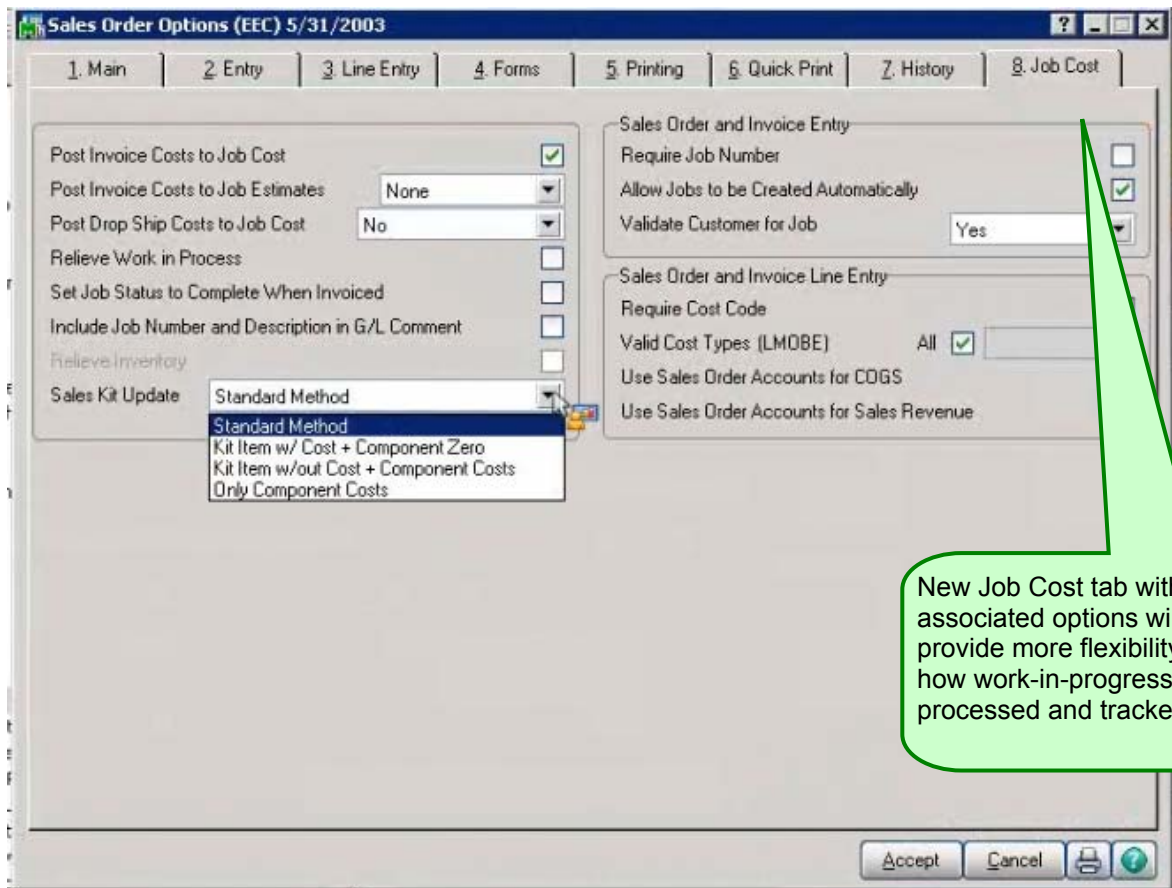 Sales Order Options (EEC) 5/31/2003
1. Main
2. Entry
3. Line Entry
4. Forms
5. Printing
6. Quick Print
7. History
8. Job Cost
Post Invoice Costs to Job Cost
Post Invoice Costs to Job Estimates None
Post Drop Ship Costs to Job Cost No
Relieve Work in Process
Set Job Status to Complete When Invoiced
Include Job Number and Description in G/L Comment
Relieve Inventory
Sales Kit Update Standard Method
Standard Method
Kit Item w/ Cost + Component Zero
Kit Item w/out Cost + Component Costs
Only Component Costs
Sales Order and Invoice Entry
Require Job Number
Allow Jobs to be Created Automatically
Validate Customer for Job Yes
Sales Order and Invoice Line Entry
Require Cost Code
Valid Cost Types (LMOBE) All
Use Sales Order Accounts for COGS
Use Sales Order Accounts for Sales Revenue
New Job Cost tab
associated options
provide more
how work-in-progress
processed and
Accept
Cancel